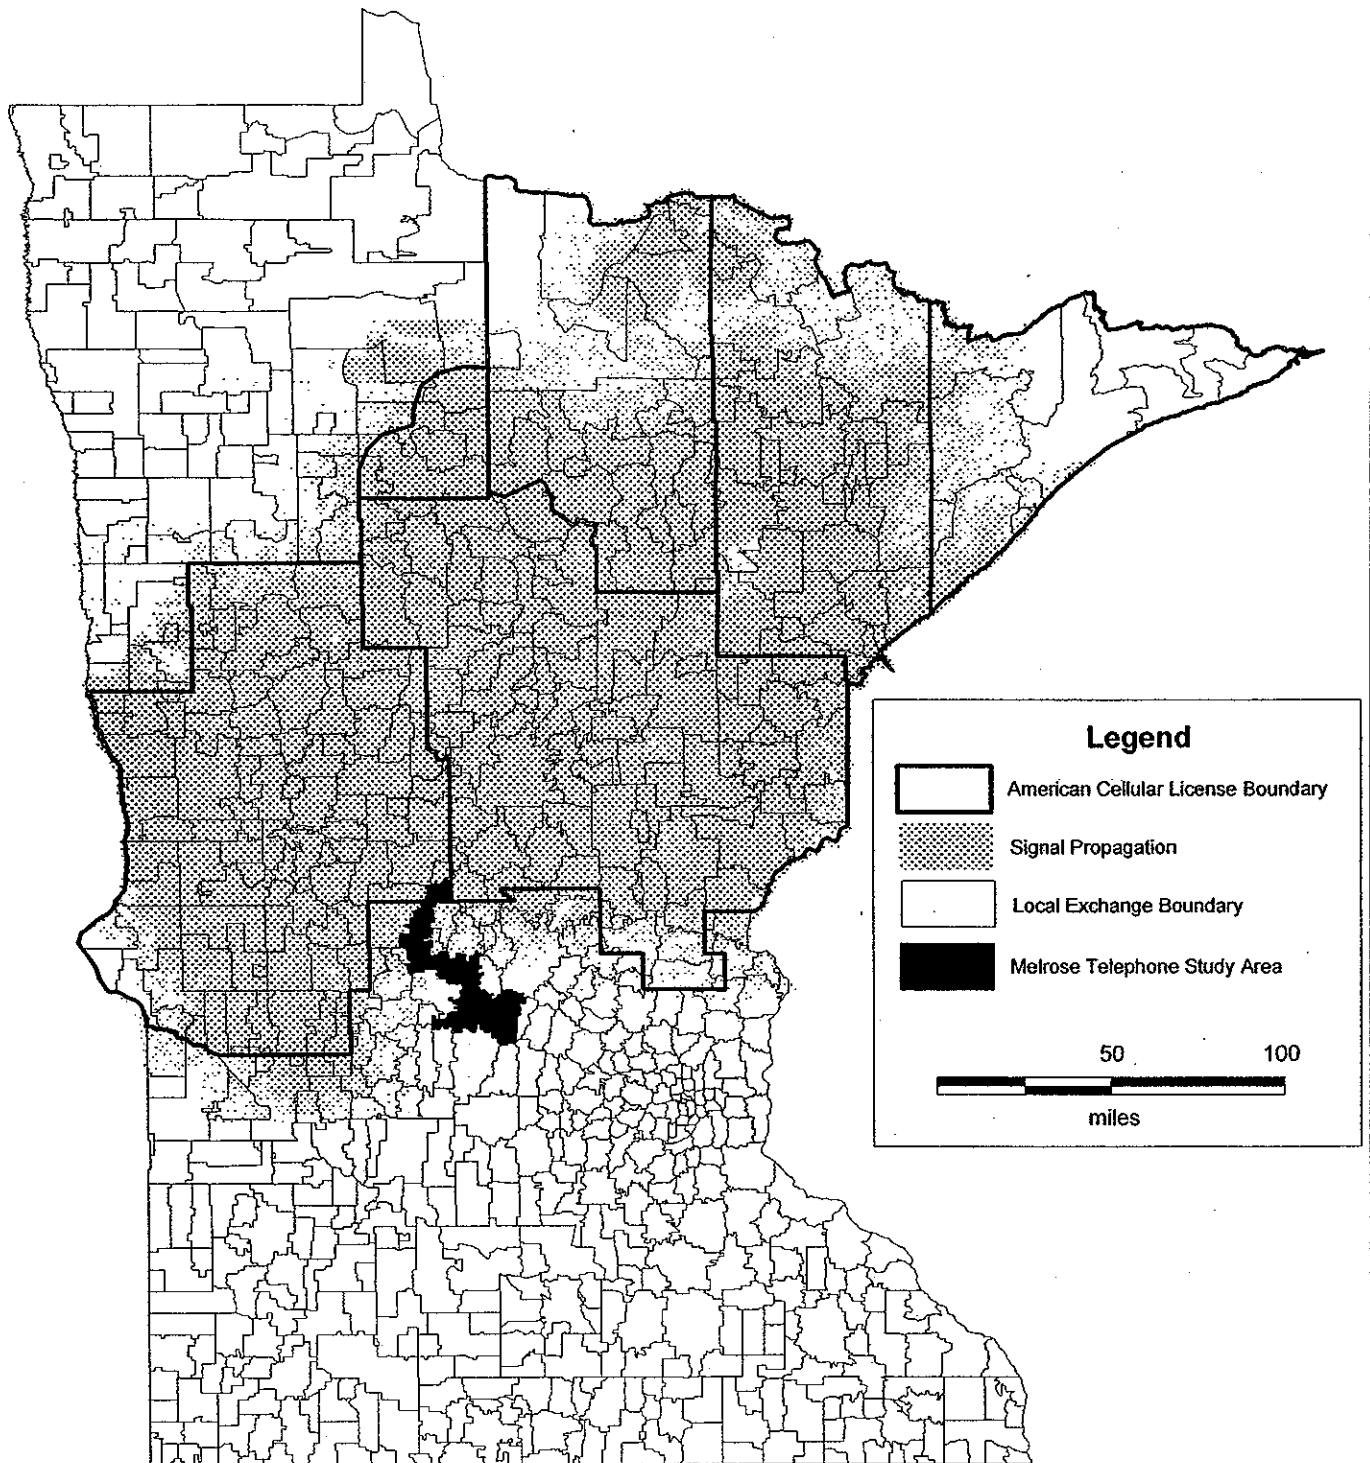 Legend
American Cellular License Boundary
Signal Propagation
Local Exchange Boundary
Melrose Telephone Study Area
50 100
miles